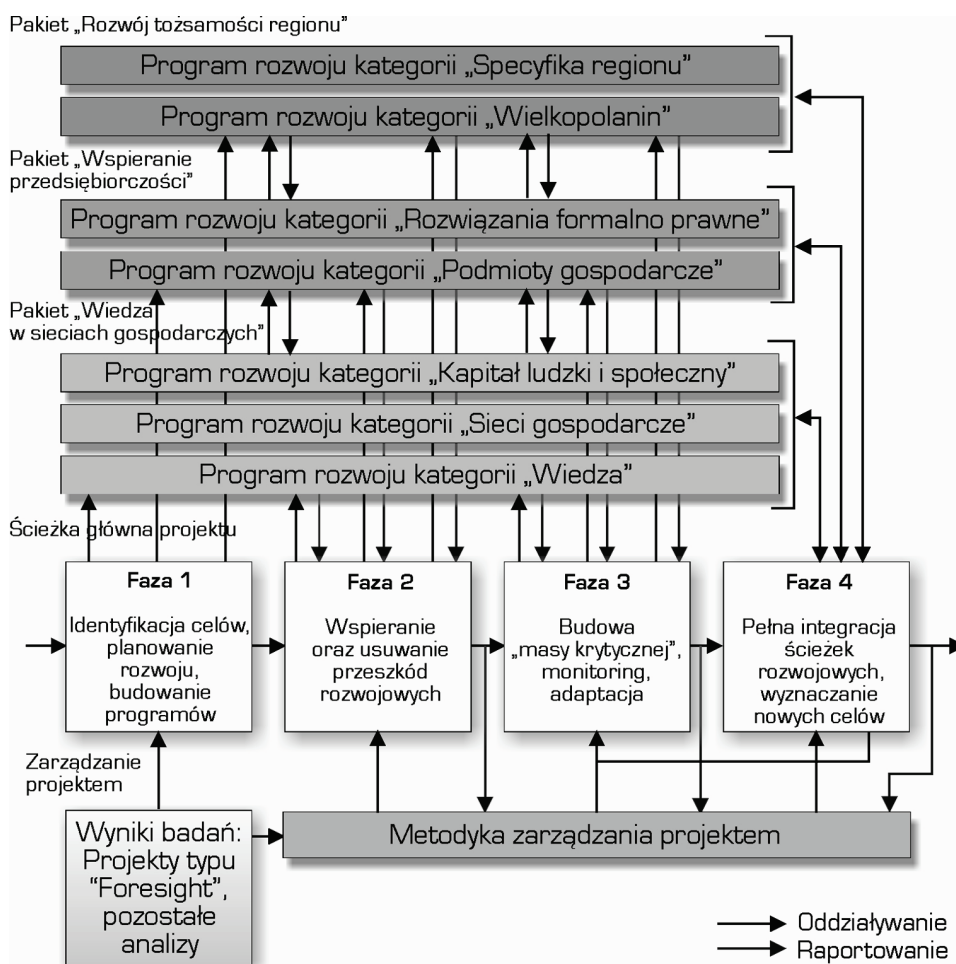 Pakiet „Rozwój tożsamości regionu”
Program rozwoju kategorii „Specyfika regionu”
Program rozwoju kategorii „Wielkopolanin”
Pakiet „Wspieranie
przedsiębiorczości”
Program rozwoju kategorii „Rozwiązania formalno prawne”
Program rozwoju kategorii „Podmioty gospodarcze”
Pakiet „Wiedza
w sieciach gospodarczych”
Program rozwoju kategorii „Kapitał ludzki i społeczny”
Program rozwoju kategorii „Sieci gospodarcze”
Program rozwoju kategorii „Wiedza”
Ścieżka główna projektu
Faza 1
Identyfikacja celów,
planowanie
rozwoju,
budowanie
programów
Faza 2
Wspieranie
oraz usuwanie
przeszkód
rozwojowych
Faza 3
Budowa
„masy krytycznej”,
monitoring,
adaptacja
Faza 4
Pełna integracja
ścieżek
rozwojowych,
wyznaczanie
nowych celów
Zarządzanie
projektem
Wyniki badań:
Projekty typu
“Foresight”,
pozostałe
analizy
Metodyka zarządzania projektem
Oddziaływanie
Raportowanie